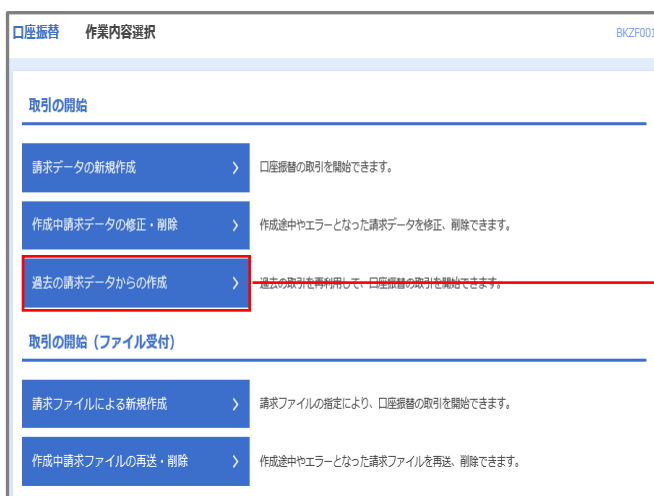 口座振替 作業内容選択 BKZF001
取引の開始
請求データの新規作成 口座振替の取引を開始できます。
作成中請求データの修正・削除 作成途中やエラーとなった請求データを修正、削除できます。
過去の請求データからの作成 過去の取引を再利用して、口座振替の取引を開始できます。
取引の開始（ファイル受付）
請求ファイルによる新規作成 請求ファイルの指定により、口座振替の取引を開始できます。
作成中請求ファイルの再送・削除 作成途中やエラーとなった請求ファイルを再送、削除できます。